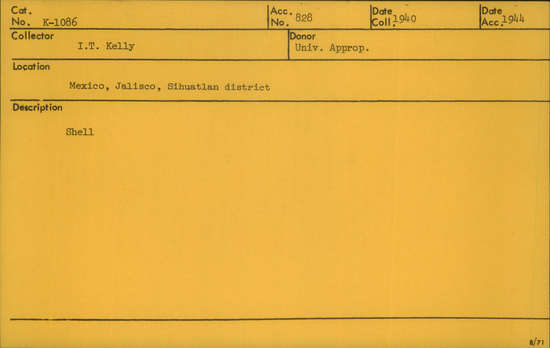 Cat. No. K-1086 Acc. No. 828 Date Coll. 1940 Date Acc. 1944
Collector Donor
I.T. Kelly Univ. Approp.
Location
Mexico, Jalisco, Sihuatlan district
Description
Shell
8/71